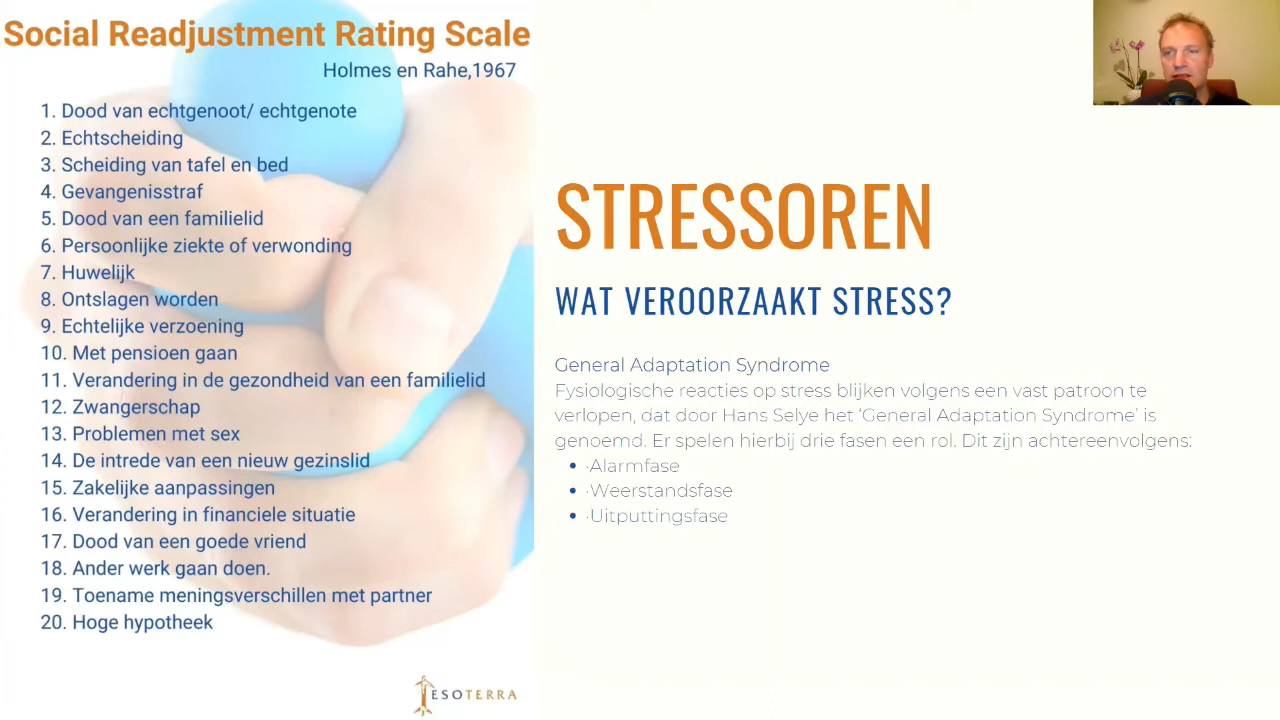 Social Readjustment Rating Scale
Holmes en Rahe,1967
1. Dood van echtgenoot/ echtgenote
2. Echtscheiding
3. Scheiding van tafel en bed
4. Gevangenisstraf
5. Dood van een familielid
6. Persoonlijke ziekte of verwonding
7. Huwelijk
8. Ontslagen worden
9. Echtelijke verzoening
10. Met pensioen gaan
11. Verandering in de gezondheid van een familielid
12. Zwangerschap
13. Problemen met sex
14. De intrede van een nieuw gezinslid
15. Zakelijke aanpassingen
16. Verandering in financiele situatie
17. Dood van een goede vriend
18. Ander werk gaan doen.
19. Toename meningsverschillen met partner
20. Hoge hypotheek
ESOTERRA
STRESSOREN
WAT VEROORZAAKT STRESS?
General Adaptation Syndrome
Fysiologische reacties op stress blijken volgens een vast patroon te
verlopen, dat door Hans Selye het ‘General Adaptation Syndrome’ is
genoemd. Er spelen hierbij drie fasen een rol. Dit zijn achtereenvolgens:
• ·Alarmfase
• ·Weerstandsfase
• ·Uitputtingsfase